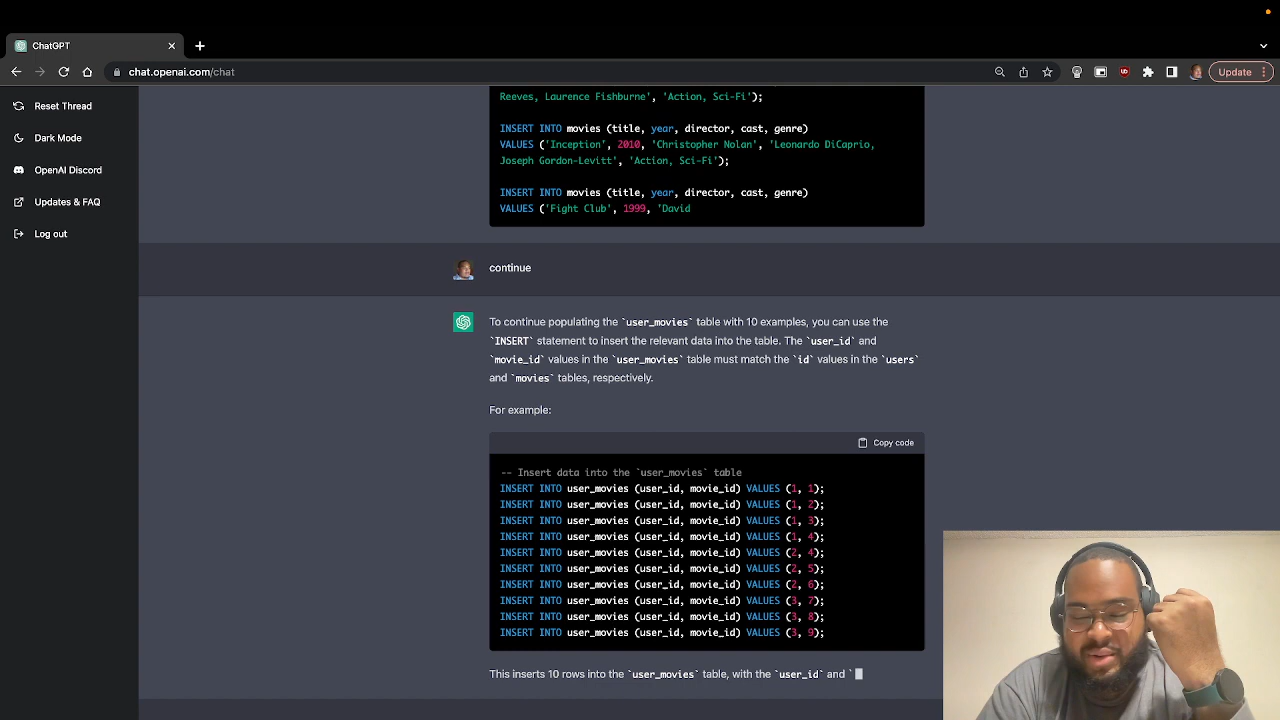 ChatGPT
chat.openai.com/chat
Update
Reset Thread
Dark Mode
OpenAI Discord
Updates & FAQ
Log out
Reeves, Laurence Fishburne', 'Action, Sci-Fi');
INSERT INTO movies (title, year, director, cast, genre)
VALUES ('Inception', 2010, 'Christopher Nolan', 'Leonardo DiCaprio,
Joseph Gordon-Levitt', 'Action, Sci-Fi');
INSERT INTO movies (title, year, director, cast, genre)
VALUES ('Fight Club', 1999, 'David
continue
To continue populating the `user_movies` table with 10 examples, you can use the
`INSERT` statement to insert the relevant data into the table. The `user_id` and
`movie_id` values in the `user_movies` table must match the `id` values in the `users`
and `movies` tables, respectively.
For example:
Copy code
-- Insert data into the `user_movies` table
INSERT INTO user_movies (user_id, movie_id) VALUES (1, 1);
INSERT INTO user_movies (user_id, movie_id) VALUES (1, 2);
INSERT INTO user_movies (user_id, movie_id) VALUES (1, 3);
INSERT INTO user_movies (user_id, movie_id) VALUES (1, 4);
INSERT INTO user_movies (user_id, movie_id) VALUES (2, 4);
INSERT INTO user_movies (user_id, movie_id) VALUES (2, 5);
INSERT INTO user_movies (user_id, movie_id) VALUES (2, 6);
INSERT INTO user_movies (user_id, movie_id) VALUES (3, 7);
INSERT INTO user_movies (user_id, movie_id) VALUES (3, 8);
INSERT INTO user_movies (user_id, movie_id) VALUES (3, 9);
This inserts 10 rows into the `user_movies` table, with the `user_id` and `